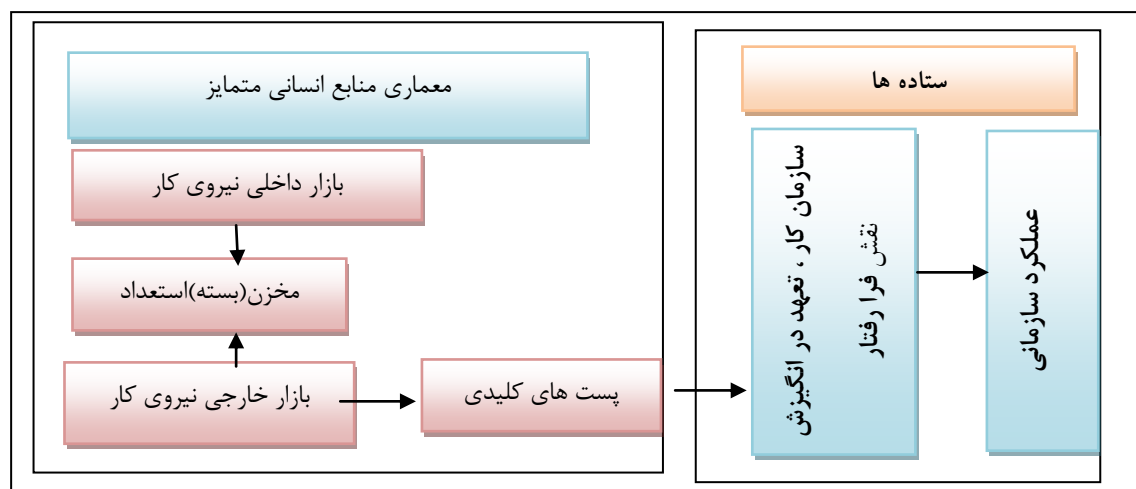 معماری منابع انسانی متمایز
بازار داخلی نیروی کار
مخزن(بسته)استعداد
بازار خارجی نیروی کار
پست های کلیدی
ستاده ها
سازمان کار ، تعهد در انگیزش
نقش فرا رفتار
عملکرد سازمانی